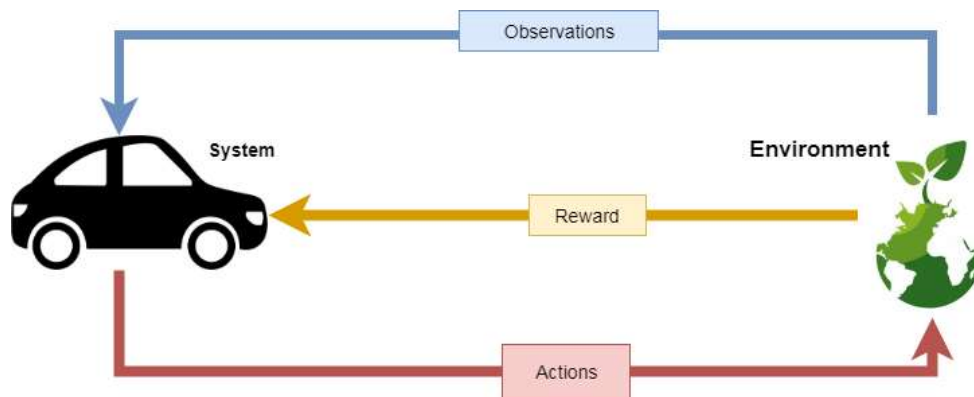 Observations
System
Environment
Reward
Actions